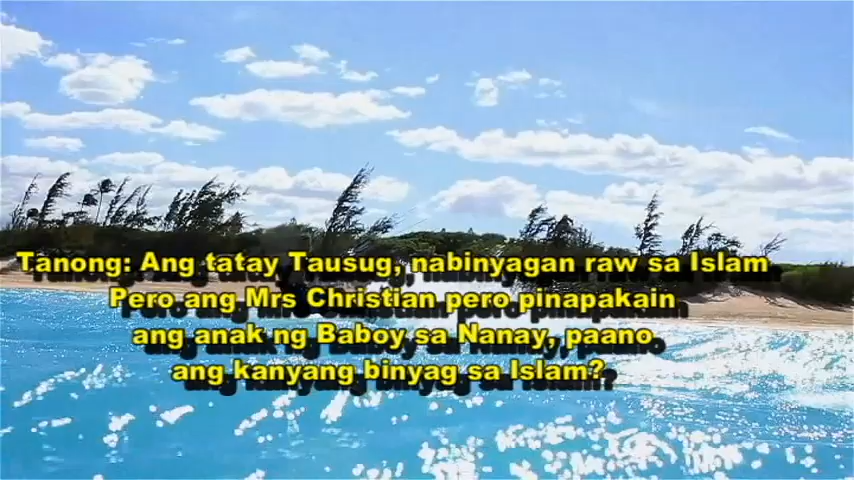 Tanong: Ang tatay Tausug, nabinyagan raw sa Islam
Pero ang Mrs Christian pero pinapakain
ang anak ng Baboy sa Nanay, paano
ang kanyang binyag sa Islam?